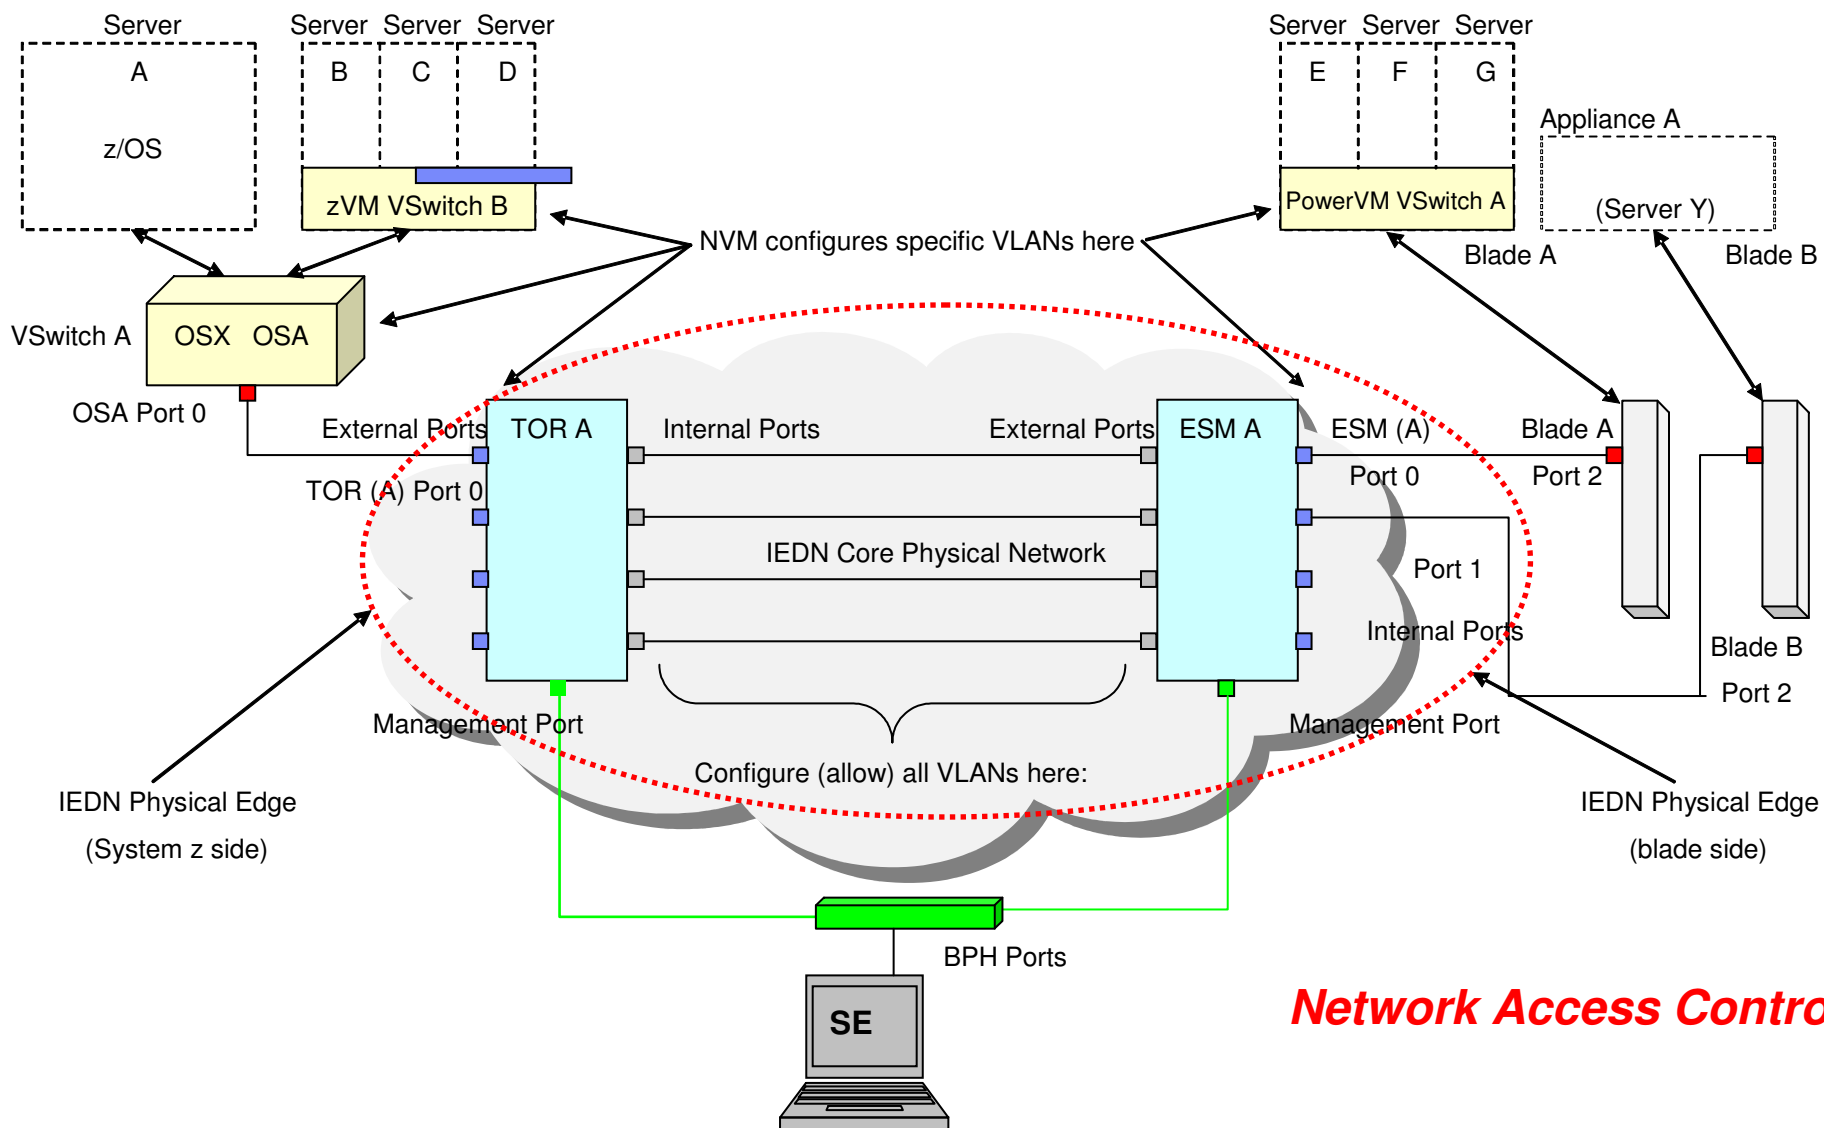 Server
Server
Server
Server
Server
Server
Server
A
B
C
D
E
F
G
Appliance A
z/OS
zVM VSwitch B
PowerVM VSwitch A
(Server Y)
NVM configures specific VLANs here
Blade A
Blade B
VSwitch A
OSX OSA
OSA Port 0
External Ports
TOR A
Internal Ports
External Ports
ESM A
ESM (A)
Port 0
Blade A
Port 2
TOR (A) Port 0
IEDN Core Physical Network
Port 1
Internal Ports
Blade B
Port 2
Management Port
Management Port
Configure (allow) all VLANs here:
IEDN Physical Edge
(System z side)
IEDN Physical Edge
(blade side)
BPH Ports
SE
Network Access Contro